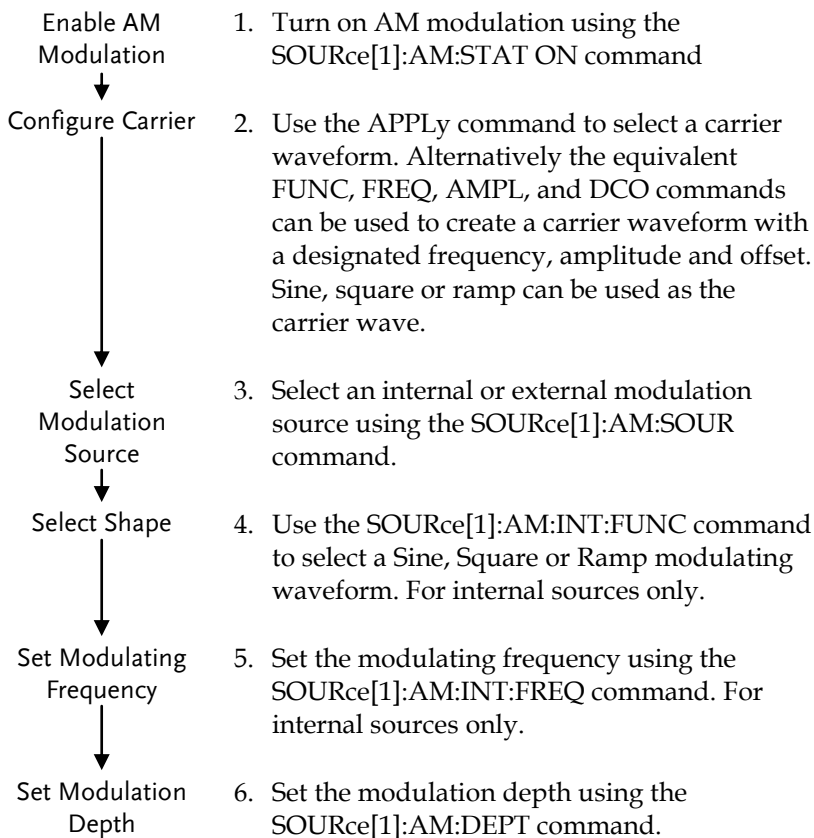 Enable AM
Modulation
1. Turn on AM modulation using the
SOURce[1]:AM:STAT ON command
Configure Carrier
2. Use the APPLy command to select a carrier
waveform. Alternatively the equivalent
FUNC, FREQ, AMPL, and DCO commands
can be used to create a carrier waveform with
a designated frequency, amplitude and offset.
Sine, square or ramp can be used as the
carrier wave.
Select
Modulation
Source
3. Select an internal or external modulation
source using the SOURce[1]:AM:SOUR
command.
Select Shape
4. Use the SOURce[1]:AM:INT:FUNC command
to select a Sine, Square or Ramp modulating
waveform. For internal sources only.
Set Modulating
Frequency
5. Set the modulating frequency using the
SOURce[1]:AM:INT:FREQ command. For
internal sources only.
Set Modulation
Depth
6. Set the modulation depth using the
SOURce[1]:AM:DEPT command.